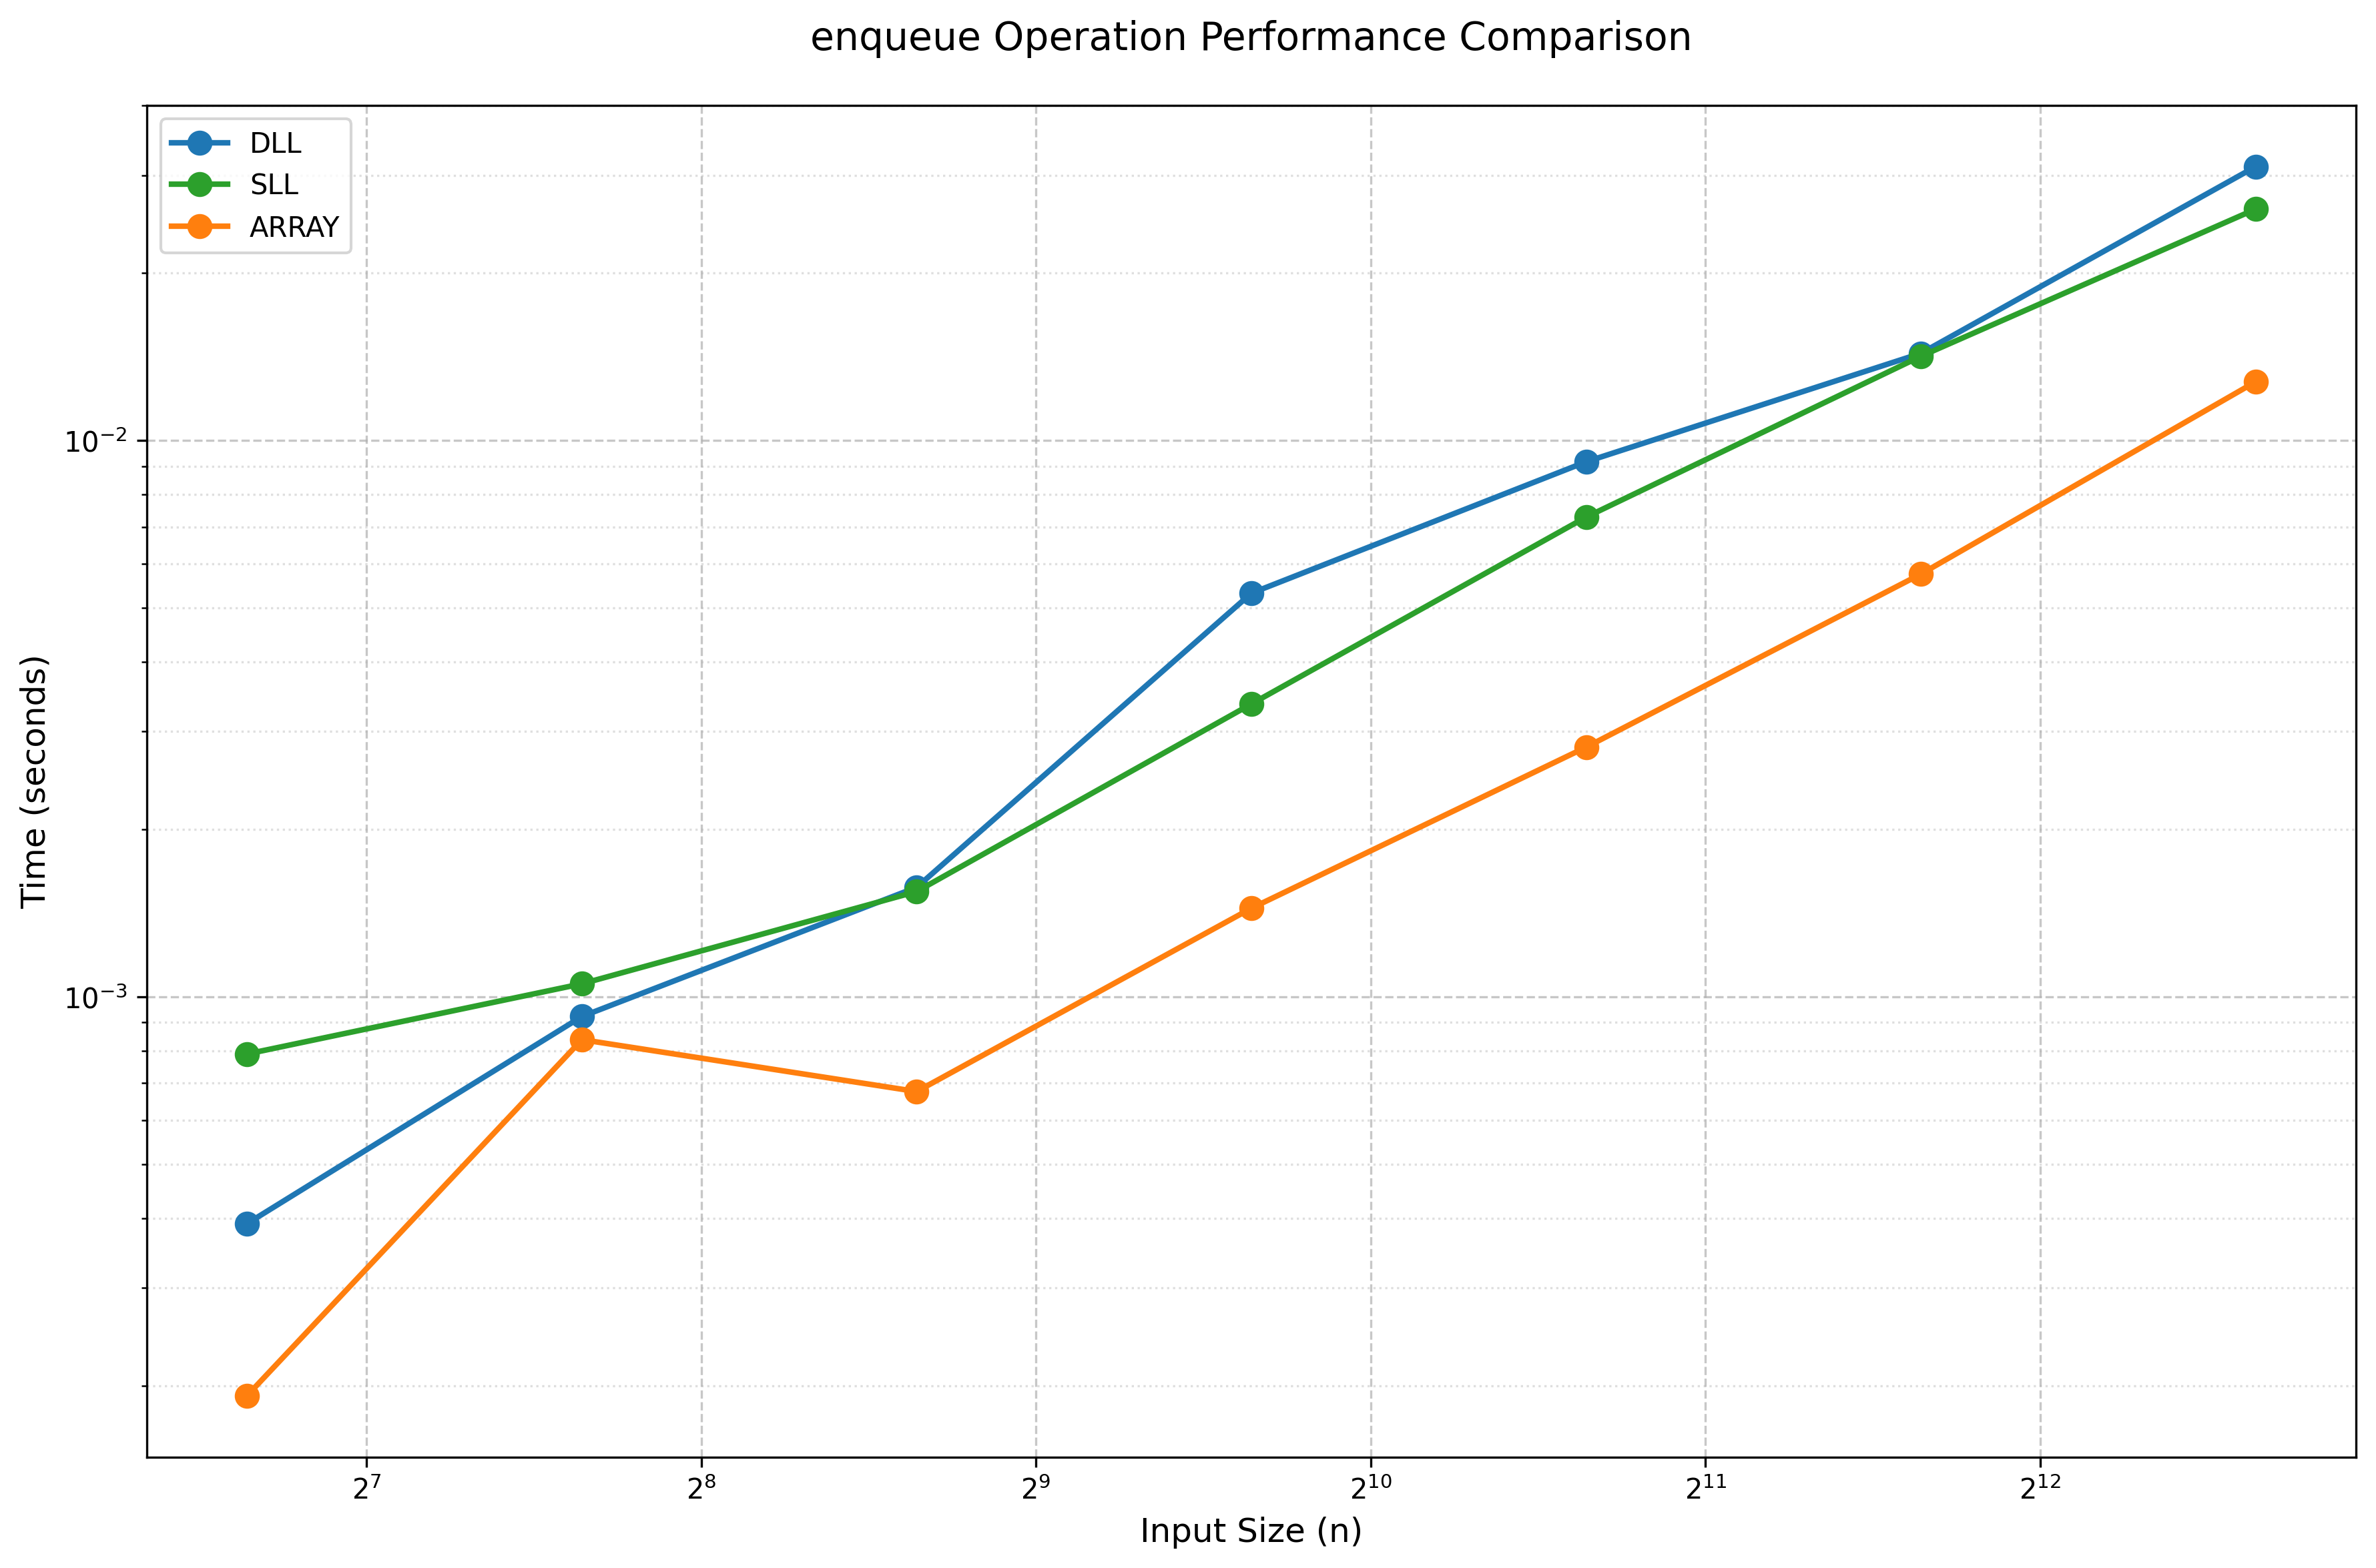 enqueue Operation Performance Comparison
DLL
SLL
ARRAY
Time (seconds)
10⁻²
10⁻³
2⁷
2⁸
2⁹
2¹⁰
2¹¹
2¹²
Input Size (n)